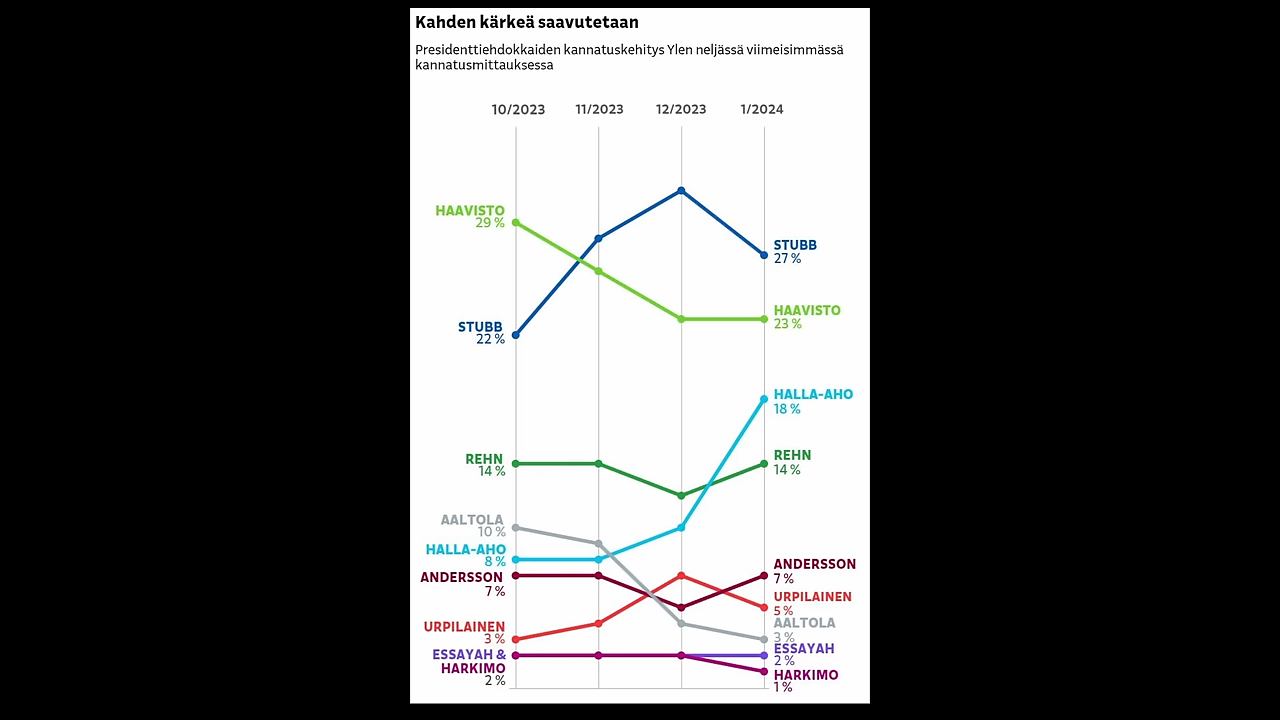 Kahden kärkeä saavutetaan
Presidenttiehdokkaiden kannatuskehitys Ylen neljässä viimeisimmässä
kannatusmittauksessa
10/2023 11/2023 12/2023 1/2024
HAAVISTO
29 %
STUBB
22 %
REHN
14 %
AALTOLA
10 %
HALLA-AHO
8 %
ANDERSSON
7 %
URPILAINEN
3 %
ESSAYAH &
HARKIMO
2 %
STUBB
27 %
HAAVISTO
23 %
HALLA-AHO
18 %
REHN
14 %
ANDERSSON
7 %
URPILAINEN
5 %
AALTOLA
3 %
ESSAYAH
2 %
HARKIMO
1 %